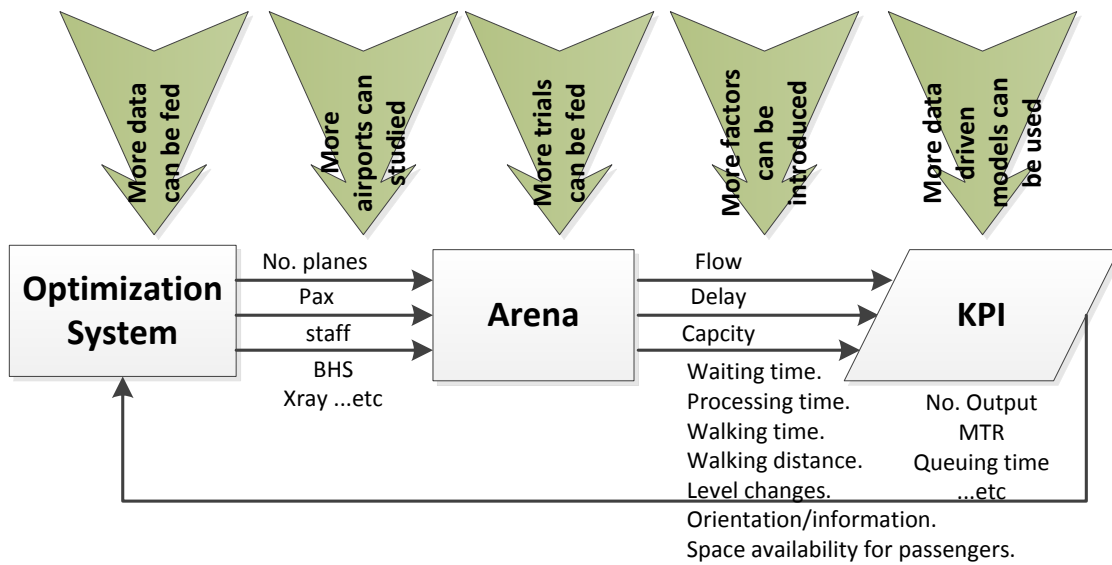 More data
can be fed
More
airports can
studied
More trials
can be fed
More factors
can be
introduced
More data
driven
models can
be used
Optimization
System
No. planes
Pax
staff
BHS
Xray ...etc
Arena
Flow
Delay
Capcity
Waiting time.
Processing time.
Walking time.
Walking distance.
Level changes.
Orientation/information.
Space availability for passengers.
KPI
No. Output
MTR
Queuing time
...etc